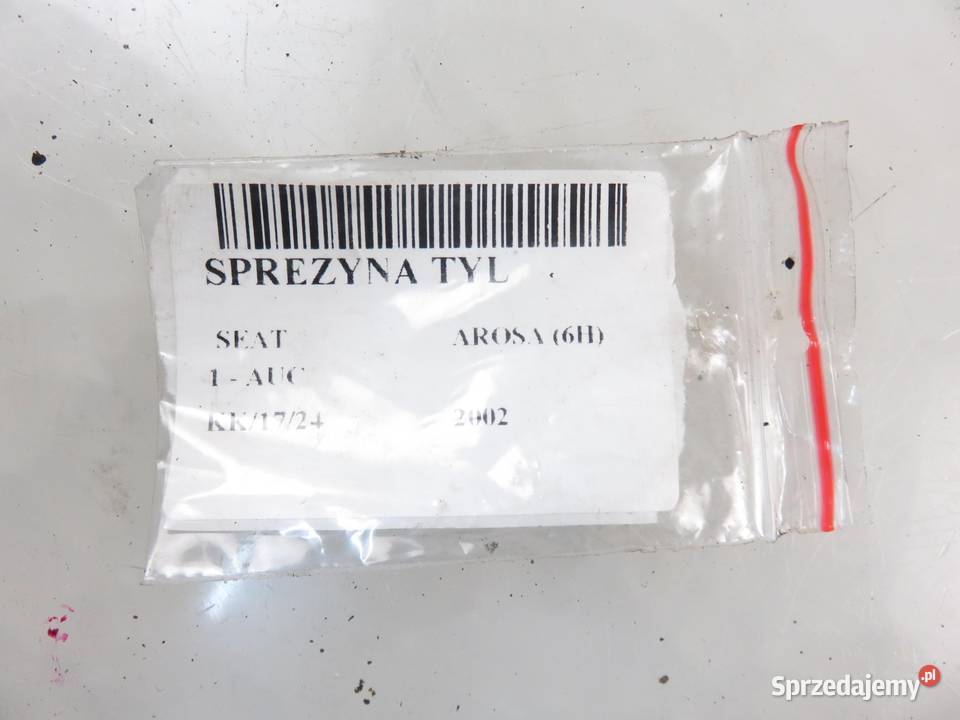 SPREZYNA TYL
SEAT AROSA (6H)
1 - AUC
KK/17/24 2002
Sprzedajemy.pl